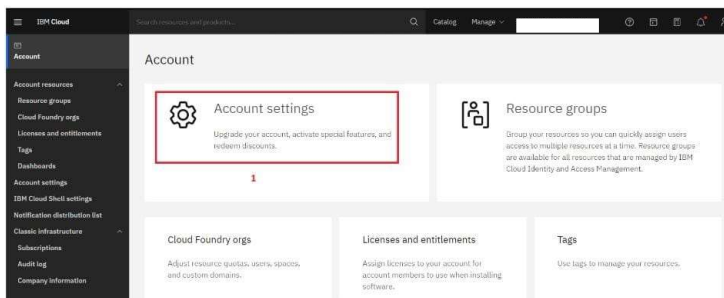 IBM Cloud
Search resources and products...
Catalog
Manage
Account
Account resources
Resource groups
Cloud Foundry orgs
Licenses and entitlements
Tags
Dashboards
Account settings
IBM Cloud Shell settings
Notification distribution list
Classic infrastructure
Subscriptions
Audit log
Company information
Account
Account settings
Upgrade your account, activate special features, and
redeem discounts.
1
Resource groups
Group your resources so you can quickly assign users
access to multiple resources at a time. Resource groups
are available for all resources that are managed by IBM
Cloud Identity and Access Management.
Cloud Foundry orgs
Adjust resource quotas, users, spaces,
and custom domains.
Licenses and entitlements
Assign licenses to your account for
account members to use when installing
software.
Tags
Use tags to manage your resources.